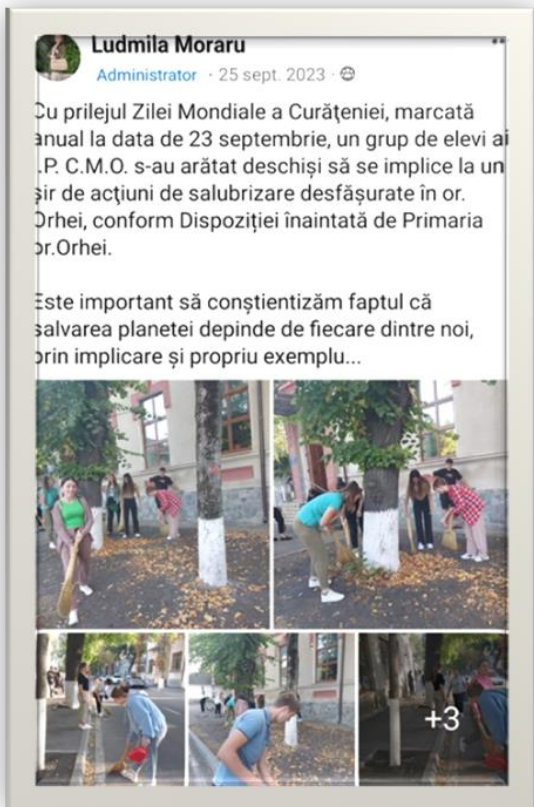 Ludmila Moraru
Administrator · 25 sept. 2023 ·
Cu prilejul Zilei Mondiale a Curăţeniei, marcată
anual la data de 23 septembrie, un grup de elevi ai
.P. C.M.O. s-au arătat deschiși să se implice la un
șir de acţiuni de salubrizare desfășurate în or.
Orhei, conform Dispoziției înaintată de Primaria
or.Orhei.
Este important să conștientizăm faptul că
salvarea planetei depinde de fiecare dintre noi,
prin implicare și propriu exemplu...
+3